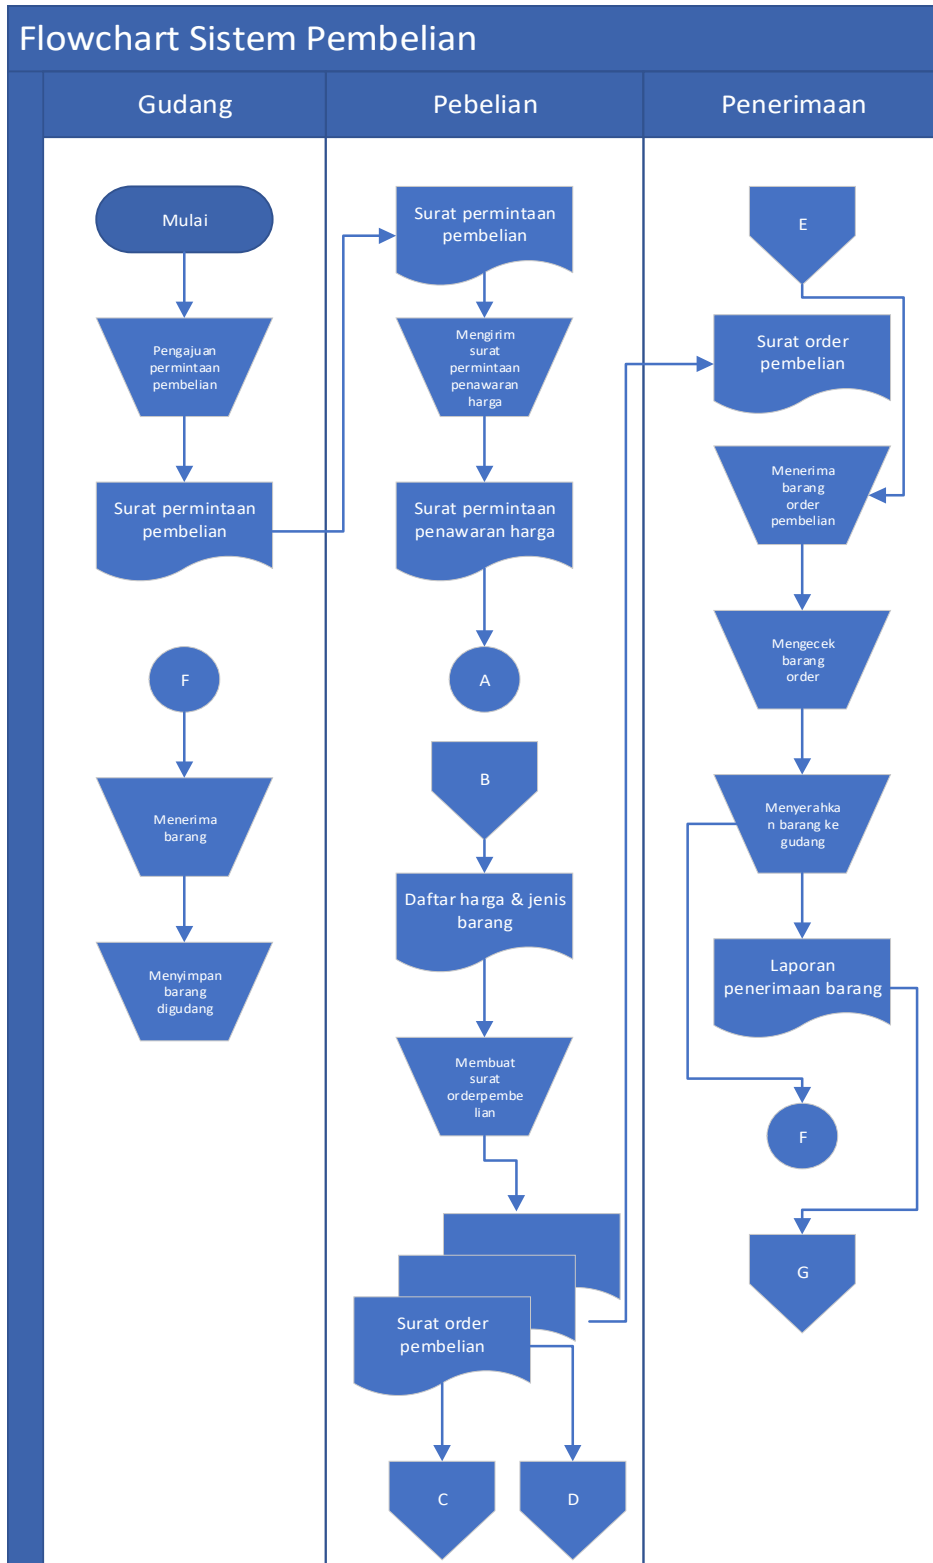 Flowchart Sistem Pembelian
Gudang
Pebelian
Penerimaan
Mulai
Pengajuan
permintaan
pembelian
Surat permintaan
pembelian
F
Menerima
barang
Menyimpan
barang
digudang
Surat permintaan
pembelian
Mengirim
surat
permintaan
penawaran
harga
Surat permintaan
penawaran harga
A
B
Daftar harga & jenis
barang
Membuat
surat
orderpembe
lian
Surat order
pembelian
C
D
E
Surat order
pembelian
Menerima
barang
order
pembelian
Mengecek
barang
order
Menyerahka
n barang ke
gudang
Laporan
penerimaan barang
F
G